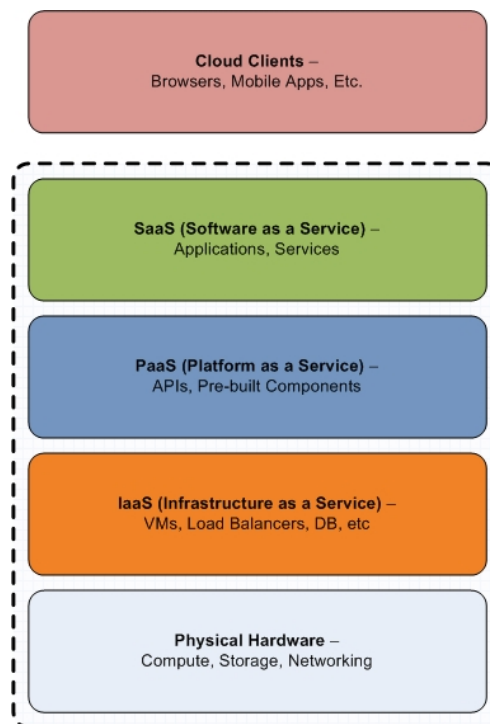 Cloud Clients –
Browsers, Mobile Apps, Etc.
SaaS (Software as a Service) –
Applications, Services
PaaS (Platform as a Service) –
APIs, Pre-built Components
IaaS (Infrastructure as a Service) –
VMs, Load Balancers, DB, etc
Physical Hardware –
Compute, Storage, Networking